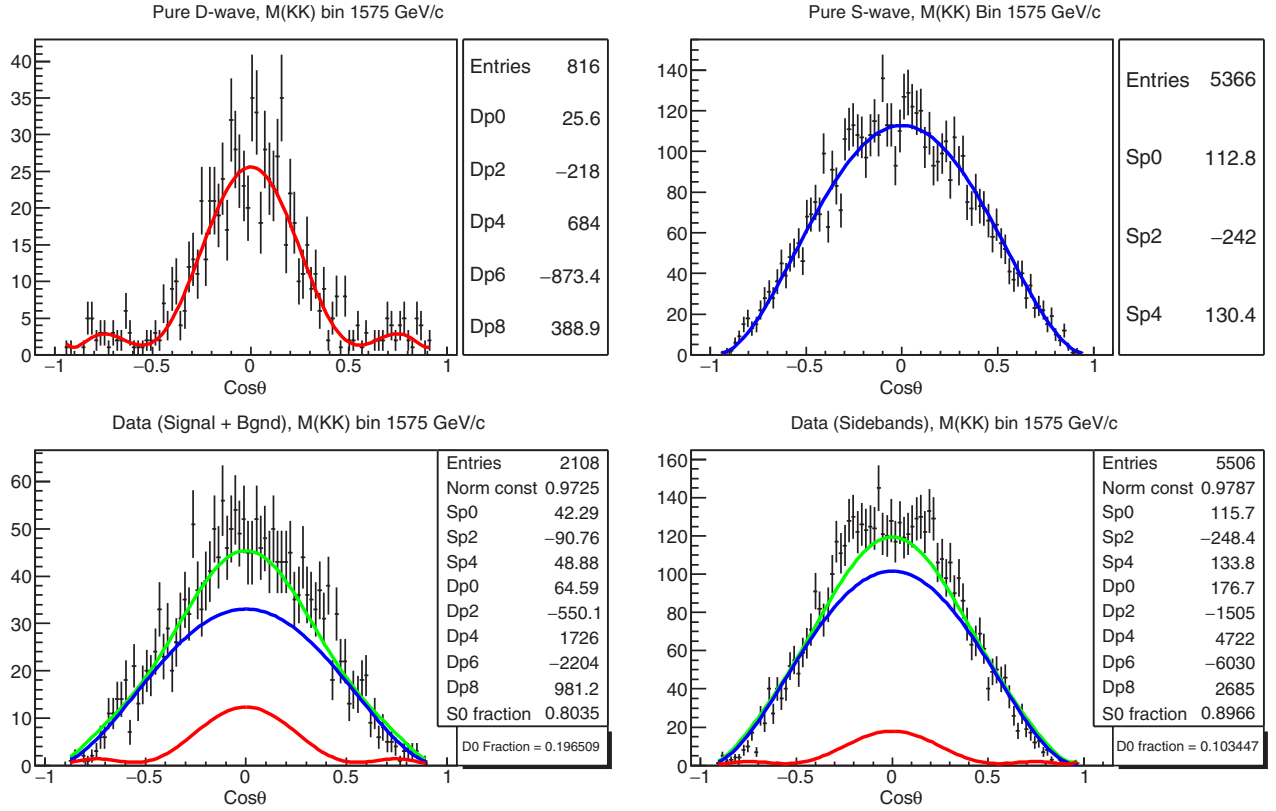 Pure D-wave, M(KK) bin 1575 GeV/c
40
35
30
25
20
15
10
5
0
−1
−0.5
0
0.5
1
Cosθ
Entries 816
Dp0 25.6
Dp2 −218
Dp4 684
Dp6 −873.4
Dp8 388.9
Pure S-wave, M(KK) Bin 1575 GeV/c
140
120
100
80
60
40
20
0
−1
−0.5
0
0.5
1
Cosθ
Entries 5366
Sp0 112.8
Sp2 −242
Sp4 130.4
Data (Signal + Bgnd), M(KK) bin 1575 GeV/c
60
50
40
30
20
10
0
−1
−0.5
0
0.5
1
Cosθ
Entries 2108
Norm const 0.9725
Sp0 42.29
Sp2 −90.76
Sp4 48.88
Dp0 64.59
Dp2 −550.1
Dp4 1726
Dp6 −2204
Dp8 981.2
S0 fraction 0.8035
D0 Fraction = 0.196509
Data (Sidebands), M(KK) bin 1575 GeV/c
160
140
120
100
80
60
40
20
0
−1
−0.5
0
0.5
1
Cosθ
Entries 5506
Norm const 0.9787
Sp0 115.7
Sp2 −248.4
Sp4 133.8
Dp0 176.7
Dp2 −1505
Dp4 4722
Dp6 −6030
Dp8 2685
S0 fraction 0.8966
D0 fraction = 0.103447